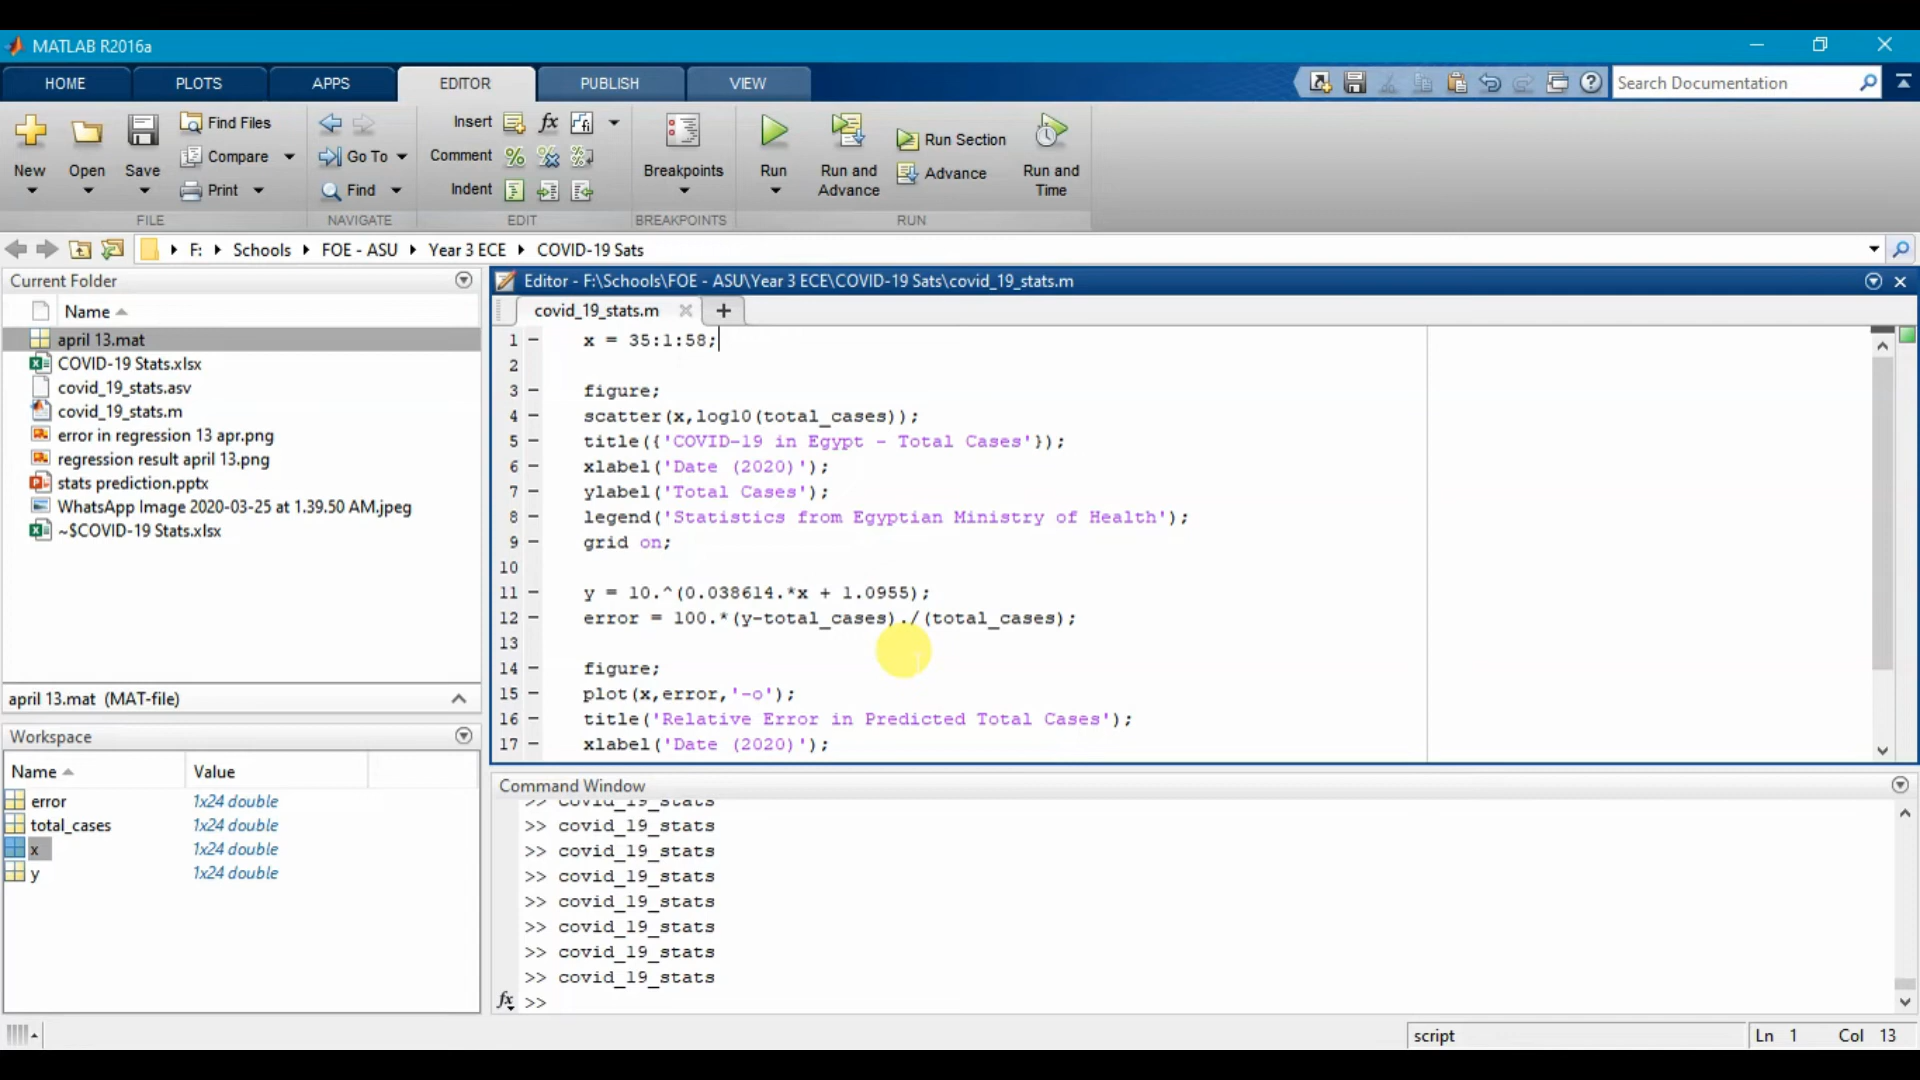 MATLAB R2016a
HOME PLOTS APPS EDITOR PUBLISH VIEW
Search Documentation
New Open Save Find Files Compare Print
FILE
Go To Find
NAVIGATE
Insert fx
Comment
Indent
EDIT
Breakpoints
BREAKPOINTS
Run Run and Advance Run Section Advance Run and Time
RUN
F: Schools FOE - ASU Year 3 ECE COVID-19 Sats
Current Folder
Name
april 13.mat
COVID-19 Stats.xlsx
covid_19_stats.asv
covid_19_stats.m
error in regression 13 apr.png
regression result april 13.png
stats prediction.pptx
WhatsApp Image 2020-03-25 at 1.39.50 AM.jpeg
~$COVID-19 Stats.xlsx
april 13.mat (MAT-file)
Workspace
Name Value
error 1x24 double
total_cases 1x24 double
x 1x24 double
y 1x24 double
Editor - F:\Schools\FOE - ASU\Year 3 ECE\COVID-19 Sats\covid_19_stats.m
covid_19_stats.m
1 x = 35:1:58;
2
3 figure;
4 scatter(x,log10(total_cases));
5 title({'COVID-19 in Egypt - Total Cases'});
6 xlabel('Date (2020)');
7 ylabel('Total Cases');
8 legend('Statistics from Egyptian Ministry of Health');
9 grid on;
10
11 y = 10.^(0.038614.*x + 1.0955);
12 error = 100.*(y-total_cases)./(total_cases);
13
14 figure;
15 plot(x,error,'-o');
16 title('Relative Error in Predicted Total Cases');
17 xlabel('Date (2020)');
Command Window
>> covid_19_stats
>> covid_19_stats
>> covid_19_stats
>> covid_19_stats
>> covid_19_stats
>> covid_19_stats
>> covid_19_stats
>> covid_19_stats
fx >>
script Ln 1 Col 13